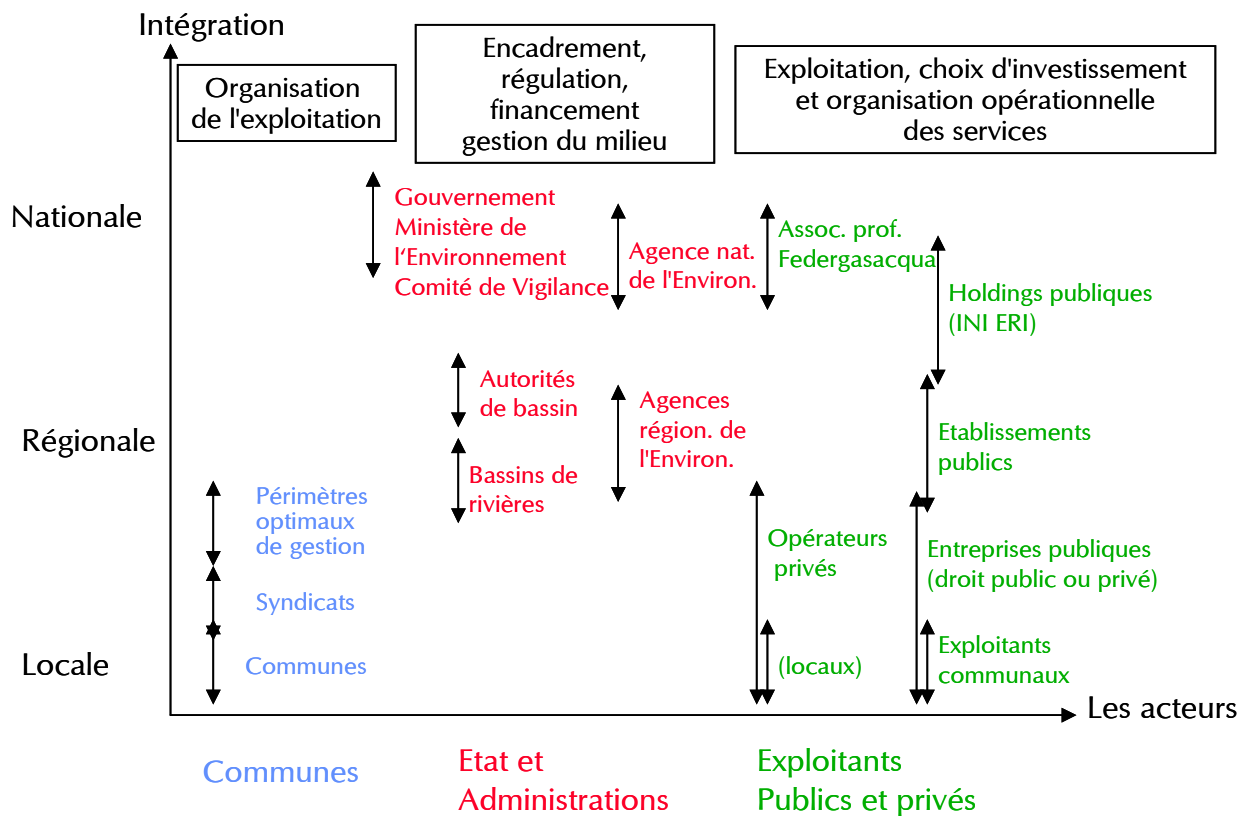 Intégration
Organisation
de l'exploitation
Encadrement,
régulation,
financement
gestion du milieu
Exploitation, choix d'investissement
et organisation opérationnelle
des services
Nationale
Gouvernement
Ministère de
l‘Environnement
Comité de Vigilance
Agence nat.
de l'Environ.
Assoc. prof.
Federgasacqua
Holdings publiques
(INI ERI)
Régionale
Autorités
de bassin
Bassins de
rivières
Agences
région. de
l'Environ.
Etablissements
publics
Périmètres
optimaux
de gestion
Syndicats
Opérateurs
privés
Entreprises publiques
(droit public ou privé)
Locale
Communes
(locaux)
Exploitants
communaux
Les acteurs
Communes
Etat et
Administrations
Exploitants
Publics et privés